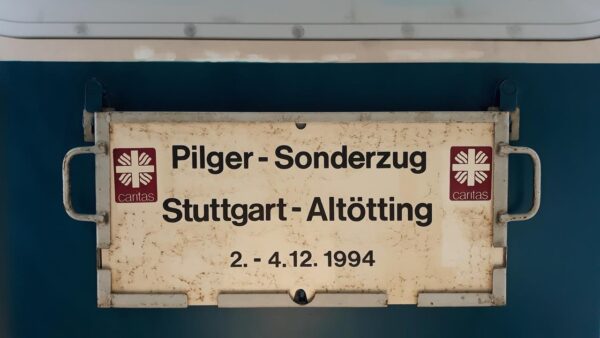 Pilger - Sonderzug
caritas
caritas
Stuttgart - Altötting
2. - 4.12. 1994